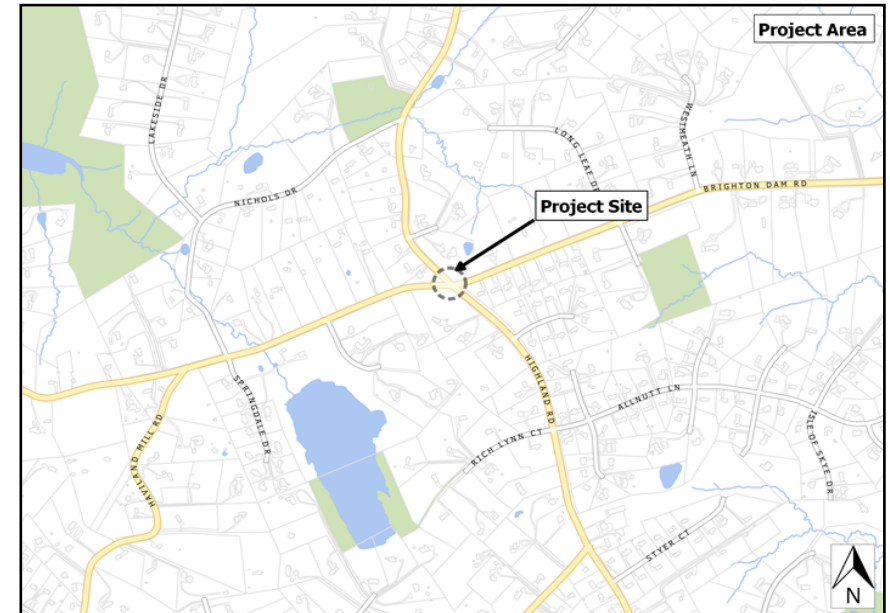 Project Area
LAKESIDE DR
WESTMEATH LN
LONG LEAF DR
BRIGHTON DAM RD
NICHOLS DR
Project Site
HIGHLAND RD
SPRINGDALE DR
ALLNUTT LN
HAVILAND MILL RD
RICH LYNN CT
ISLE OF SKYE DR
STYER CT
N